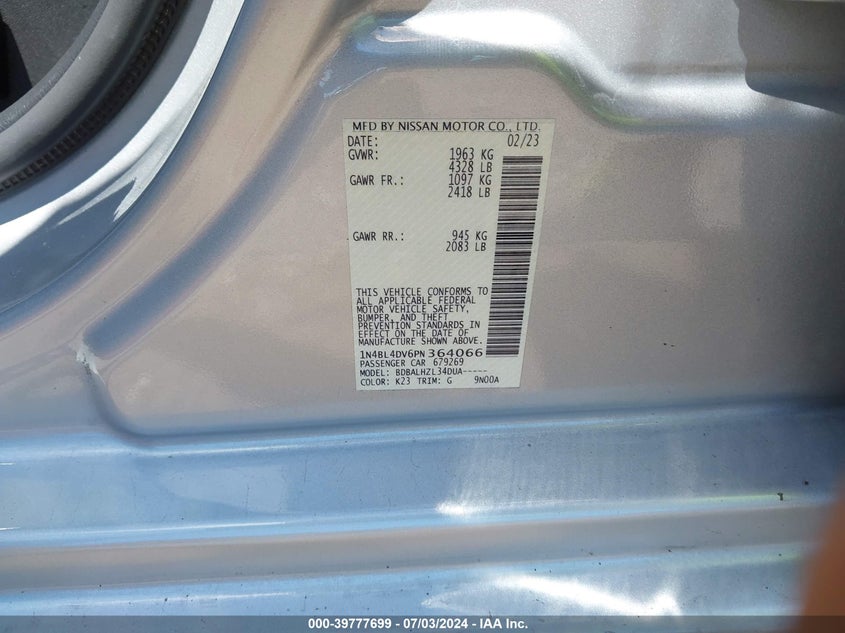 MFD BY NISSAN MOTOR CO., LTD.
DATE: 02/23
GVWR: 1963 KG
4328 LB
GAWR FR.: 1097 KG
2418 LB
GAWR RR.: 945 KG
2083 LB
THIS VEHICLE CONFORMS TO
ALL APPLICABLE FEDERAL
MOTOR VEHICLE SAFETY,
BUMPER, AND THEFT
PREVENTION STANDARDS IN
EFFECT ON THE DATE OF
MANUFACTURE SHOWN ABOVE.
1N4BL4DV6PN364066
PASSENGER CAR 679269
MODEL: BDBALHZL34DUA-----
COLOR: K23 TRIM: G 9N00A
000-39777699 - 07/03/2024 - IAA Inc.